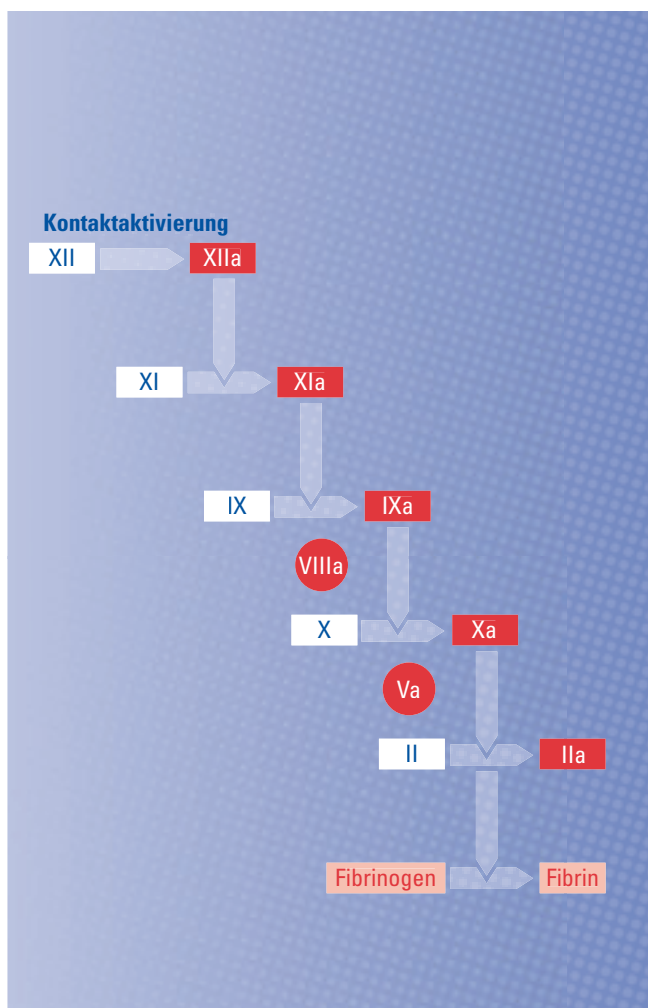 Kontaktaktivierung
XII XIIa
XI XIa
IX IXa
VIIIa
X Xa
Va
II IIa
Fibrinogen Fibrin